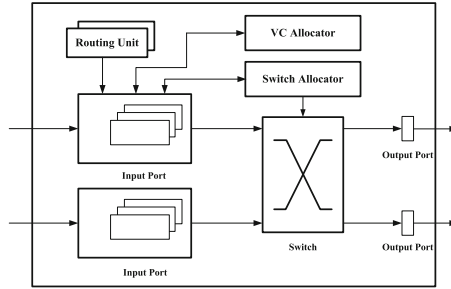 VC Allocator
Routing Unit
Switch Allocator
Output Port
Input Port
Switch
Output Port
Input Port